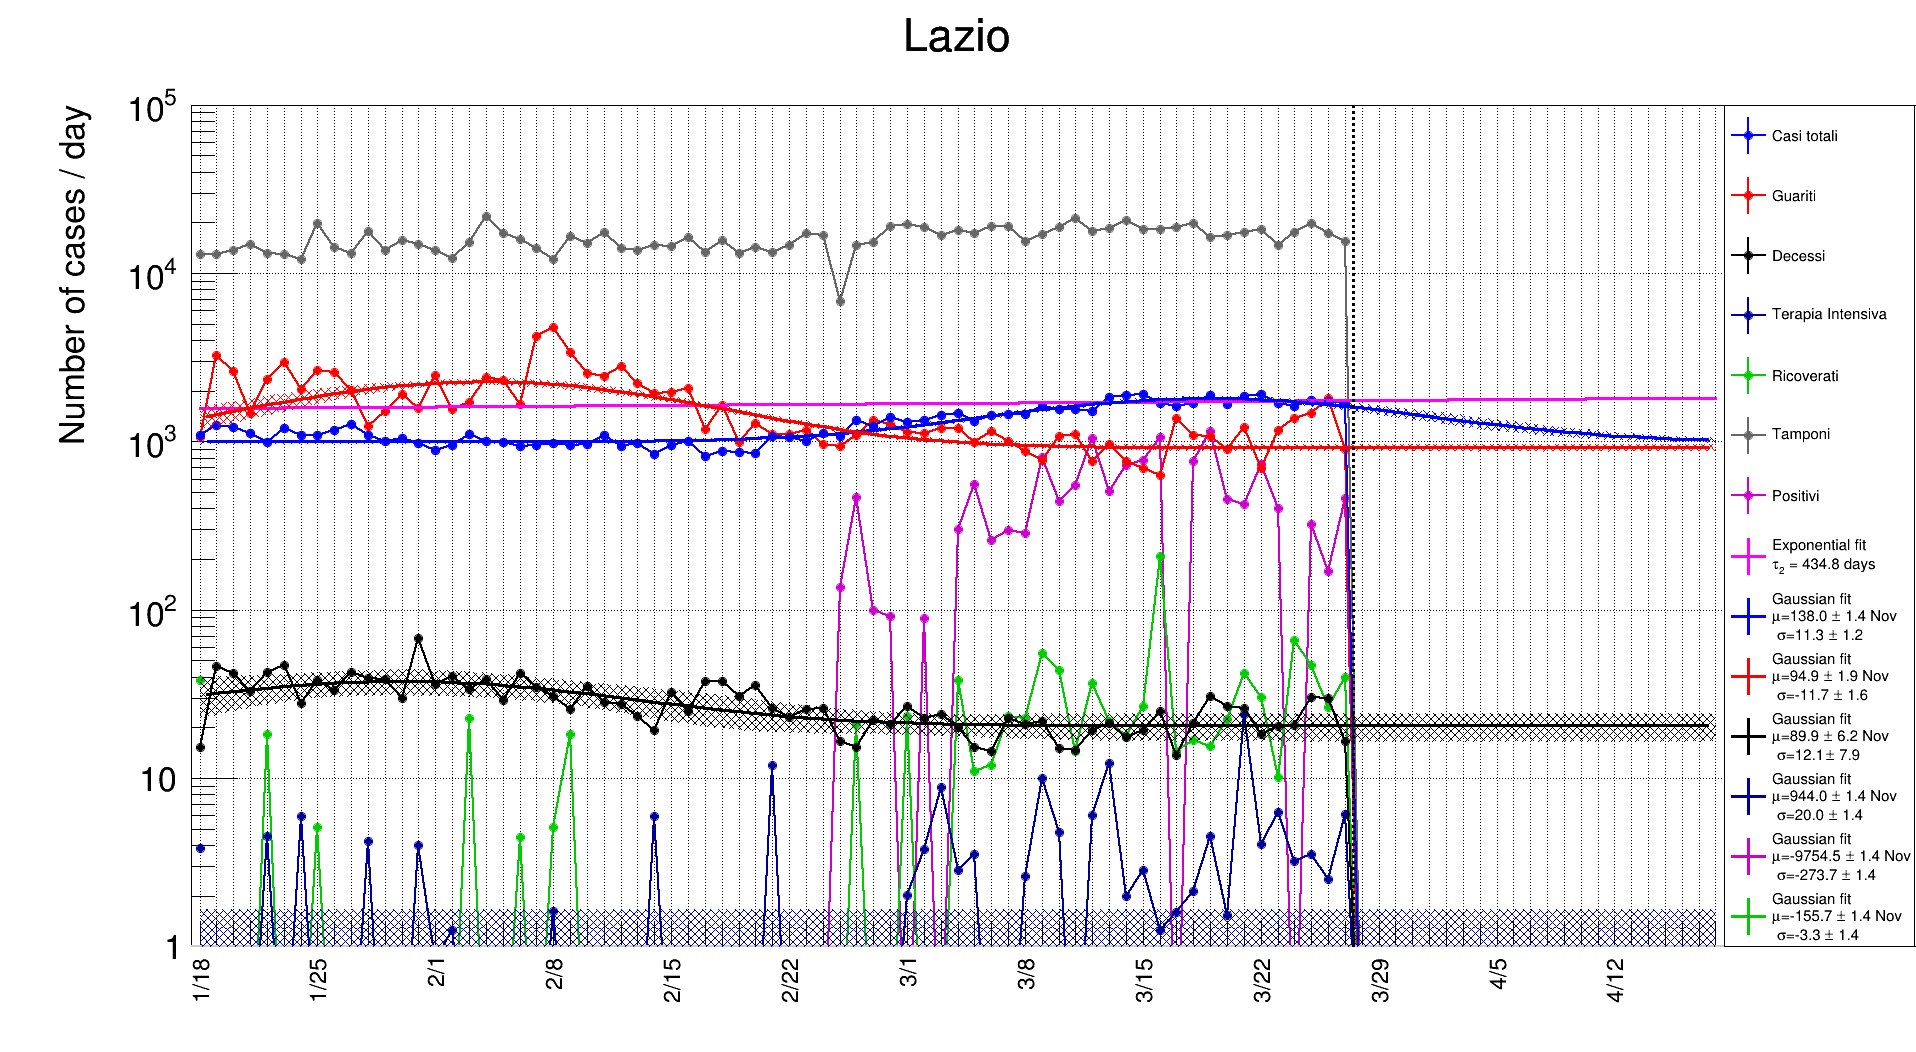 Lazio
Number of cases / day
10^5
10^4
10^3
10^2
10
1
1/18
1/25
2/1
2/8
2/15
2/22
3/1
3/8
3/15
3/22
3/29
4/5
4/12
Casi totali
Guariti
Decessi
Terapia Intensiva
Ricoverati
Tamponi
Positivi
Exponential fit
τ₂ = 434.8 days
Gaussian fit
μ=138.0 ± 1.4 Nov
σ=11.3 ± 1.2
Gaussian fit
μ=94.9 ± 1.9 Nov
σ=-11.7 ± 1.6
Gaussian fit
μ=89.9 ± 6.2 Nov
σ=12.1 ± 7.9
Gaussian fit
μ=944.0 ± 1.4 Nov
σ=20.0 ± 1.4
Gaussian fit
μ=-9754.5 ± 1.4 Nov
σ=-273.7 ± 1.4
Gaussian fit
μ=-155.7 ± 1.4 Nov
σ=-3.3 ± 1.4